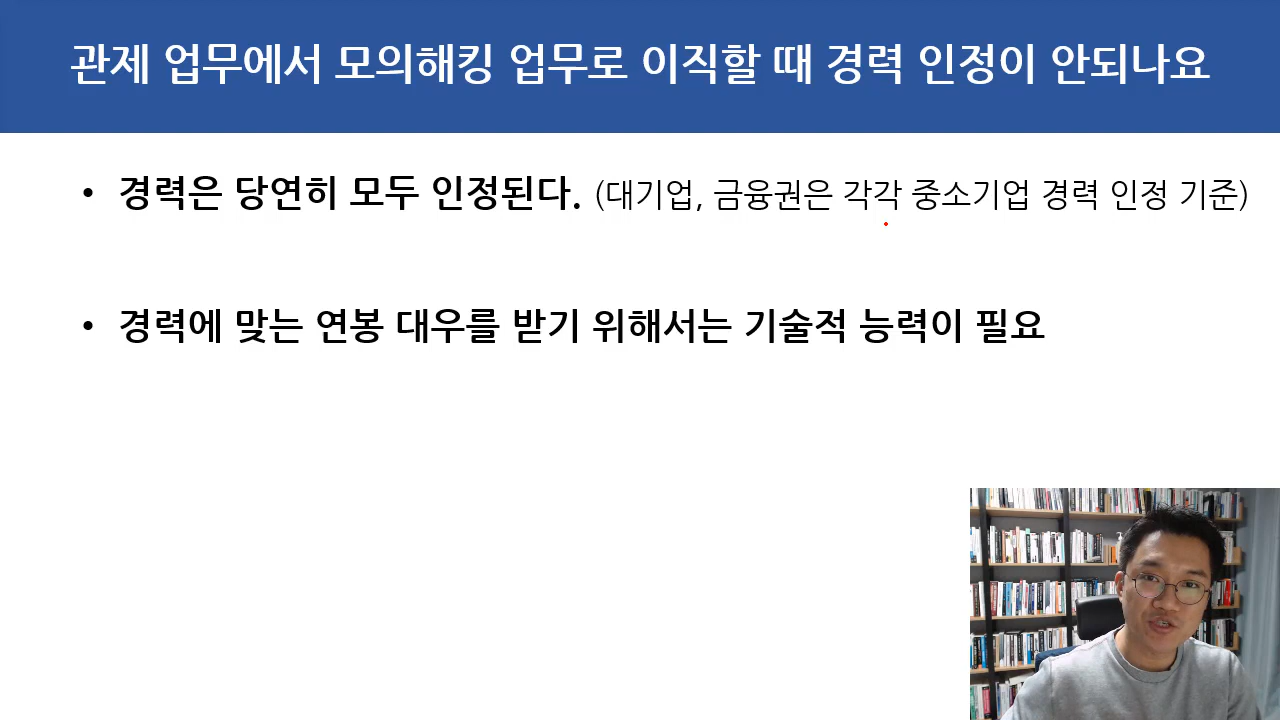 관제 업무에서 모의해킹 업무로 이직할 때 경력 인정이 안되나요
• 경력은 당연히 모두 인정된다. (대기업, 금융권은 각각 중소기업 경력 인정 기준)
• 경력에 맞는 연봉 대우를 받기 위해서는 기술적 능력이 필요